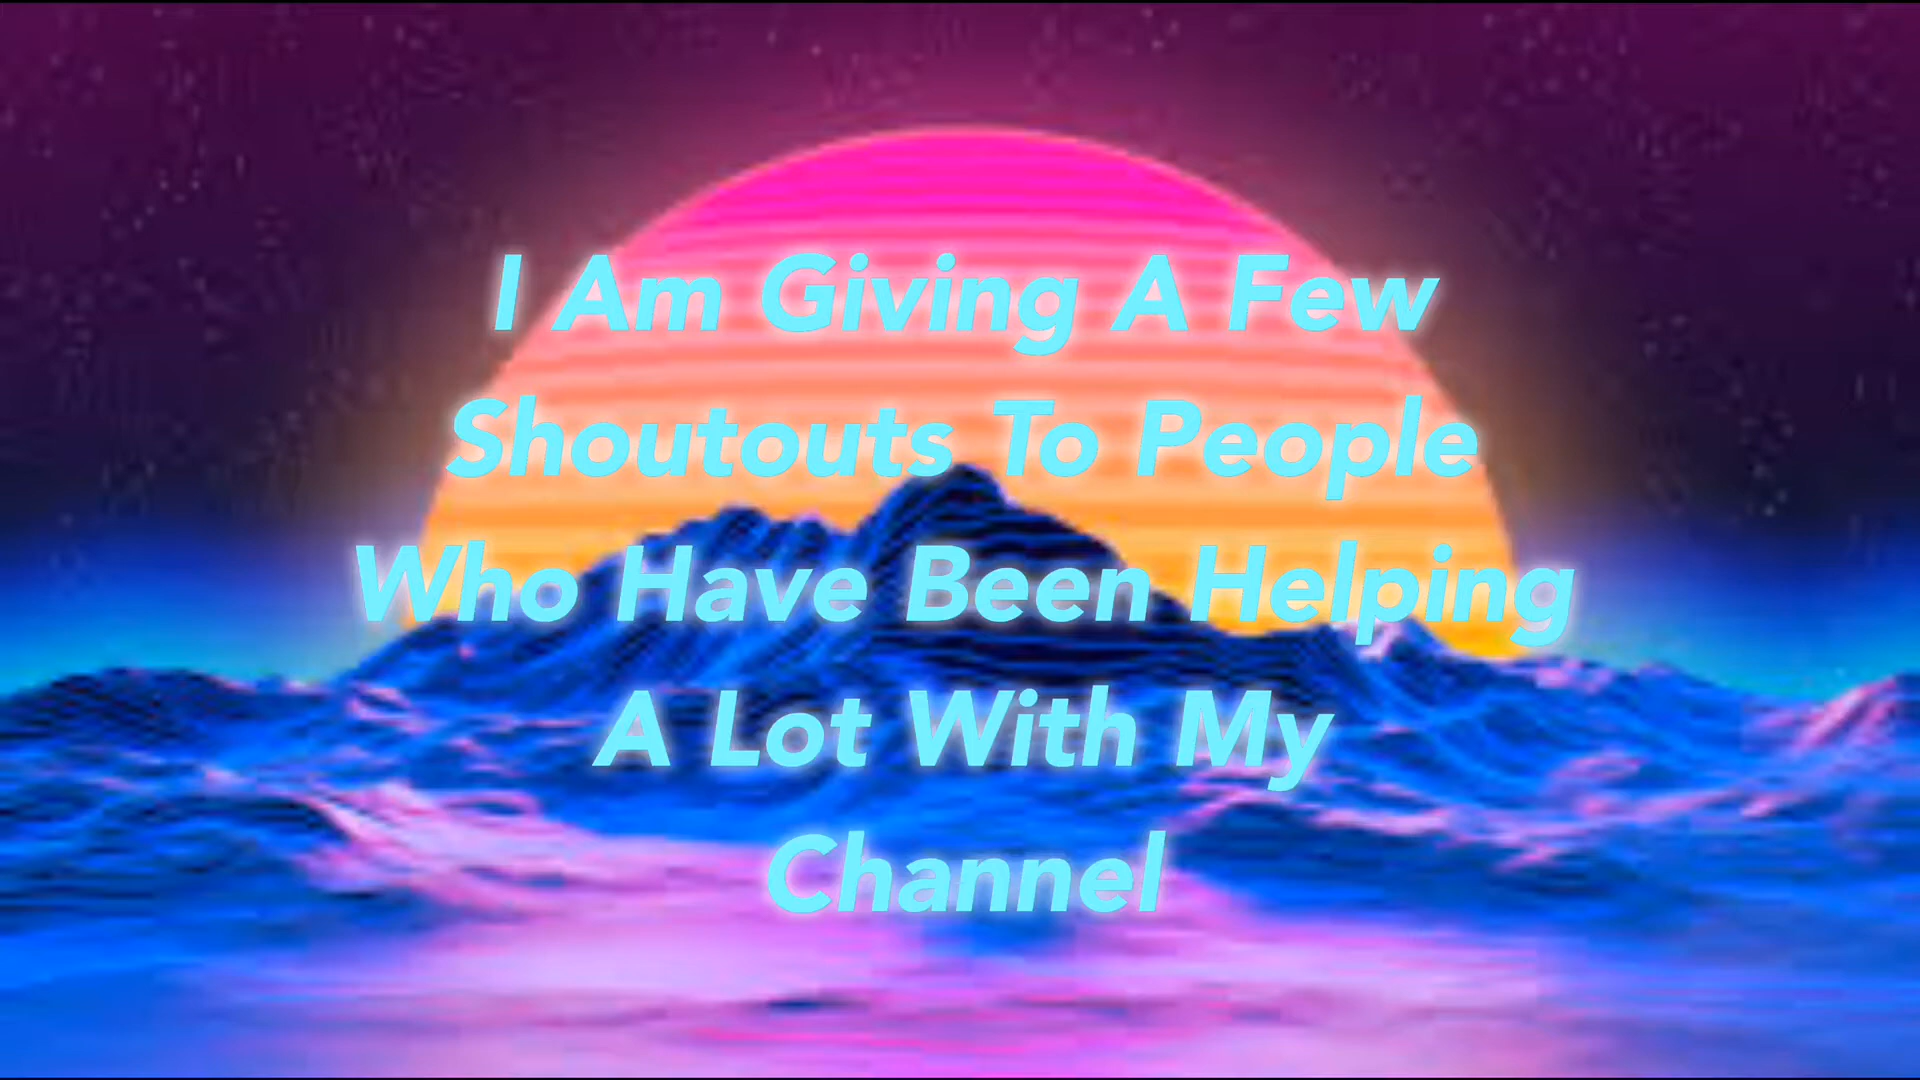 I Am Giving A Few
Shoutouts To People
Who Have Been Helping
A Lot With My
Channel